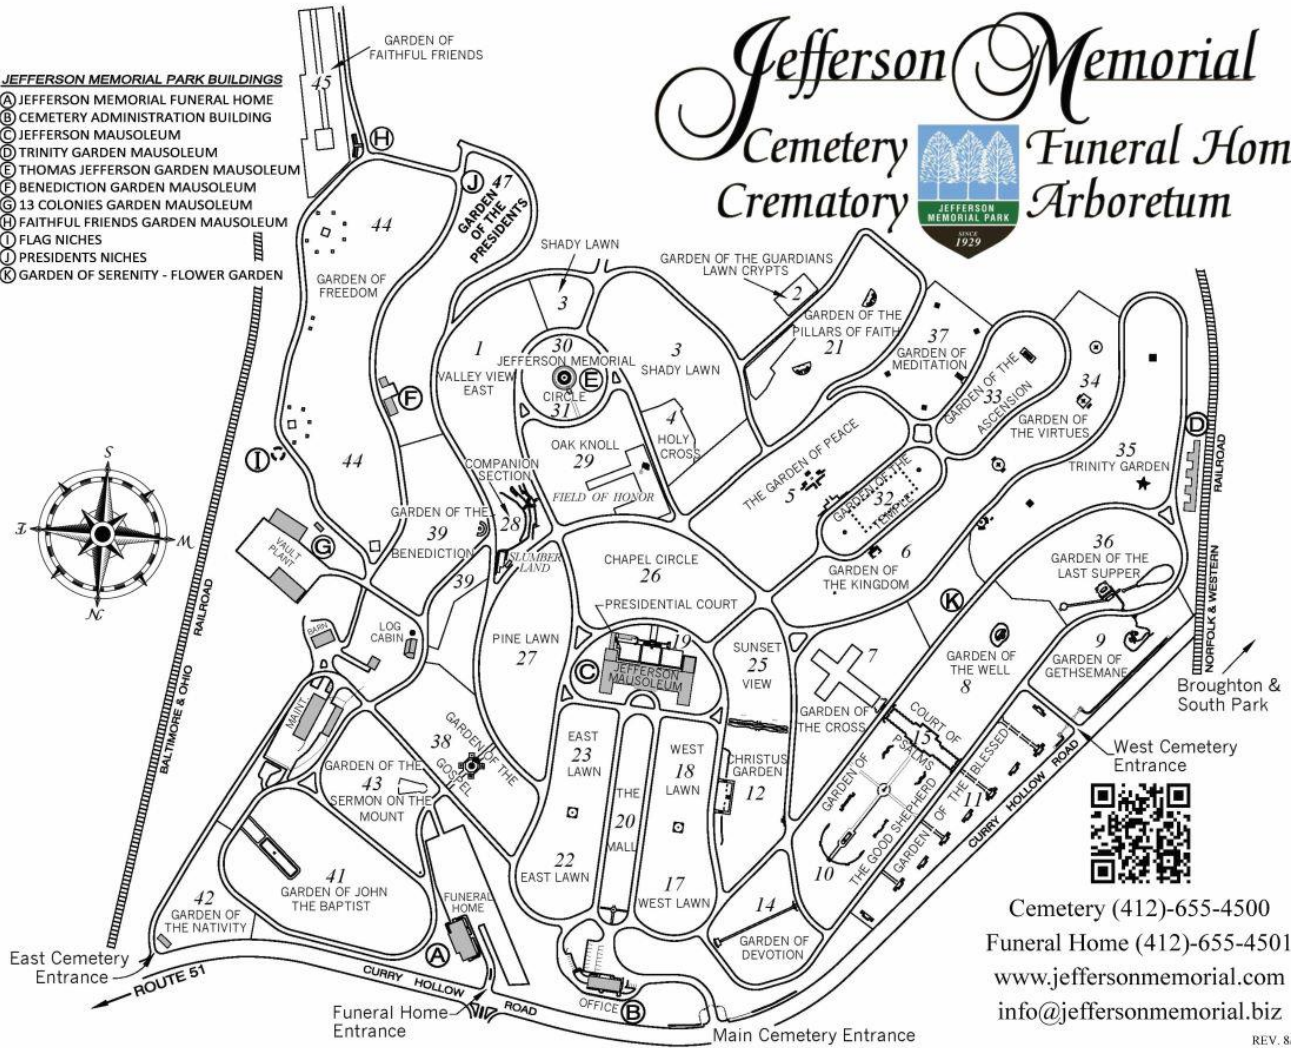 Jefferson Memorial
Cemetery Funeral Hom
Crematory Arboretum
JEFFERSON
MEMORIAL PARK
SINCE
1929
JEFFERSON MEMORIAL PARK BUILDINGS
A JEFFERSON MEMORIAL FUNERAL HOME
B CEMETERY ADMINISTRATION BUILDING
C JEFFERSON MAUSOLEUM
D TRINITY GARDEN MAUSOLEUM
E THOMAS JEFFERSON GARDEN MAUSOLEUM
F BENEDICTION GARDEN MAUSOLEUM
G 13 COLONIES GARDEN MAUSOLEUM
H FAITHFUL FRIENDS GARDEN MAUSOLEUM
I FLAG NICHES
J PRESIDENTS NICHES
K GARDEN OF SERENITY - FLOWER GARDEN
GARDEN OF
FAITHFUL FRIENDS
45
H
J
47
GARDEN
OF THE
PRESIDENTS
44
GARDEN OF
FREEDOM
SHADY LAWN
3
GARDEN OF THE GUARDIANS
LAWN CRYPTS
2
GARDEN OF THE
PILLARS OF FAITH
21
37
GARDEN OF
MEDITATION
1
VALLEY VIEW
EAST
30
JEFFERSON MEMORIAL
E
CIRCLE
31
3
SHADY LAWN
GARDEN OF THE
33
ASCENSION
34
GARDEN OF
THE VIRTUES
F
4
HOLY
CROSS
OAK KNOLL
29
FIELD OF HONOR
THE GARDEN OF PEACE
5
GARDEN OF THE
32
TEMPLE
35
TRINITY GARDEN
D
RAILROAD
NORFOLK & WESTERN
I
44
COMPANION
SECTION
28
GARDEN OF THE
39
BENEDICTION
39
SLUMBER
LAND
S
E
W
N
VAULT
PLANT
G
CHAPEL CIRCLE
26
6
GARDEN OF
THE KINGDOM
36
GARDEN OF THE
LAST SUPPER
K
BALTIMORE & OHIO
RAILROAD
BARN
LOG
CABIN
PINE LAWN
27
PRESIDENTIAL COURT
19
C
JEFFERSON
MAUSOLEUM
SUNSET
25
VIEW
7
GARDEN OF
THE CROSS
GARDEN OF
THE WELL
8
9
GARDEN OF
GETHSEMANE
Broughton &
South Park
MAINT
38
GARDEN OF THE
GOSPEL
EAST
23
LAWN
WEST
18
LAWN
CHRISTUS
GARDEN
12
COURT OF
15
PSALMS
West Cemetery
Entrance
GARDEN OF THE
43
SERMON ON THE
MOUNT
THE
20
MALL
GARDEN OF
THE GOOD SHEPHERD
10
GARDEN OF THE BLESSED
11
CURRY HOLLOW ROAD
41
GARDEN OF JOHN
THE BAPTIST
42
GARDEN OF
THE NATIVITY
FUNERAL
HOME
A
22
EAST LAWN
17
WEST LAWN
14
GARDEN OF
DEVOTION
East Cemetery
Entrance
ROUTE 51
CURRY HOLLOW ROAD
Funeral Home
Entrance
OFFICE B
Main Cemetery Entrance
Cemetery (412)-655-4500
Funeral Home (412)-655-4501
www.jeffersonmemorial.com
info@jeffersonmemorial.biz
REV. 8/